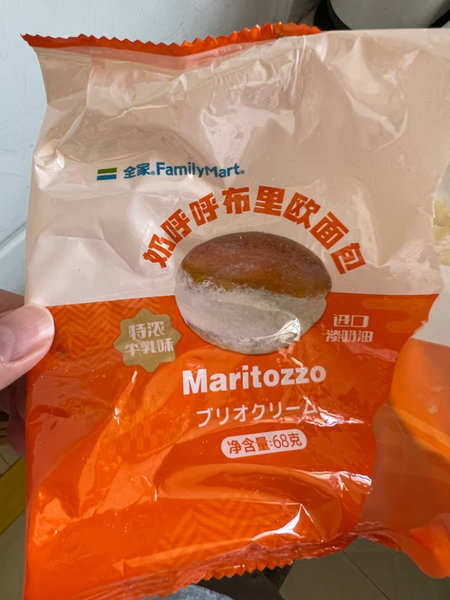 全家®FamilyMart®
奶呼呼布里欧面包
特浓
牛乳味
进口
淡奶油
Maritozzo
ブリオクリーム
净含量:68克